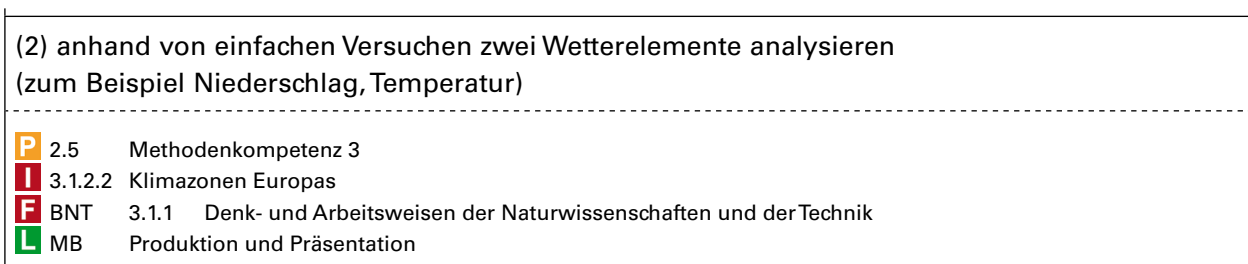 (2) anhand von einfachen Versuchen zwei Wetterelemente analysieren
(zum Beispiel Niederschlag, Temperatur)
P 2.5 Methodenkompetenz 3
I 3.1.2.2 Klimazonen Europas
F BNT 3.1.1 Denk- und Arbeitsweisen der Naturwissenschaften und der Technik
L MB Produktion und Präsentation